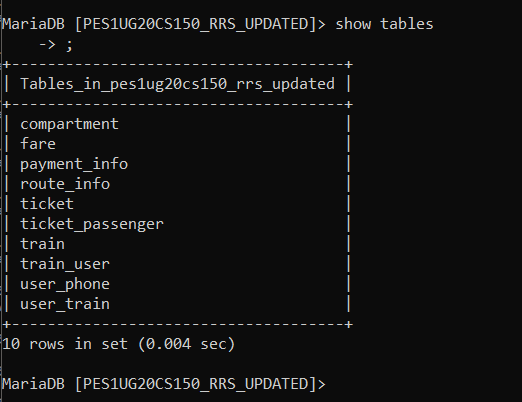 MariaDB [PES1UG20CS150_RRS_UPDATED]> show tables
    -> ;
+-----------------------------------+
| Tables_in_pes1ug20cs150_rrs_updated |
+-----------------------------------+
| compartment                       |
| fare                              |
| payment_info                      |
| route_info                        |
| ticket                            |
| ticket_passenger                  |
| train                             |
| train_user                        |
| user_phone                        |
| user_train                        |
+-----------------------------------+
10 rows in set (0.004 sec)
MariaDB [PES1UG20CS150_RRS_UPDATED]>